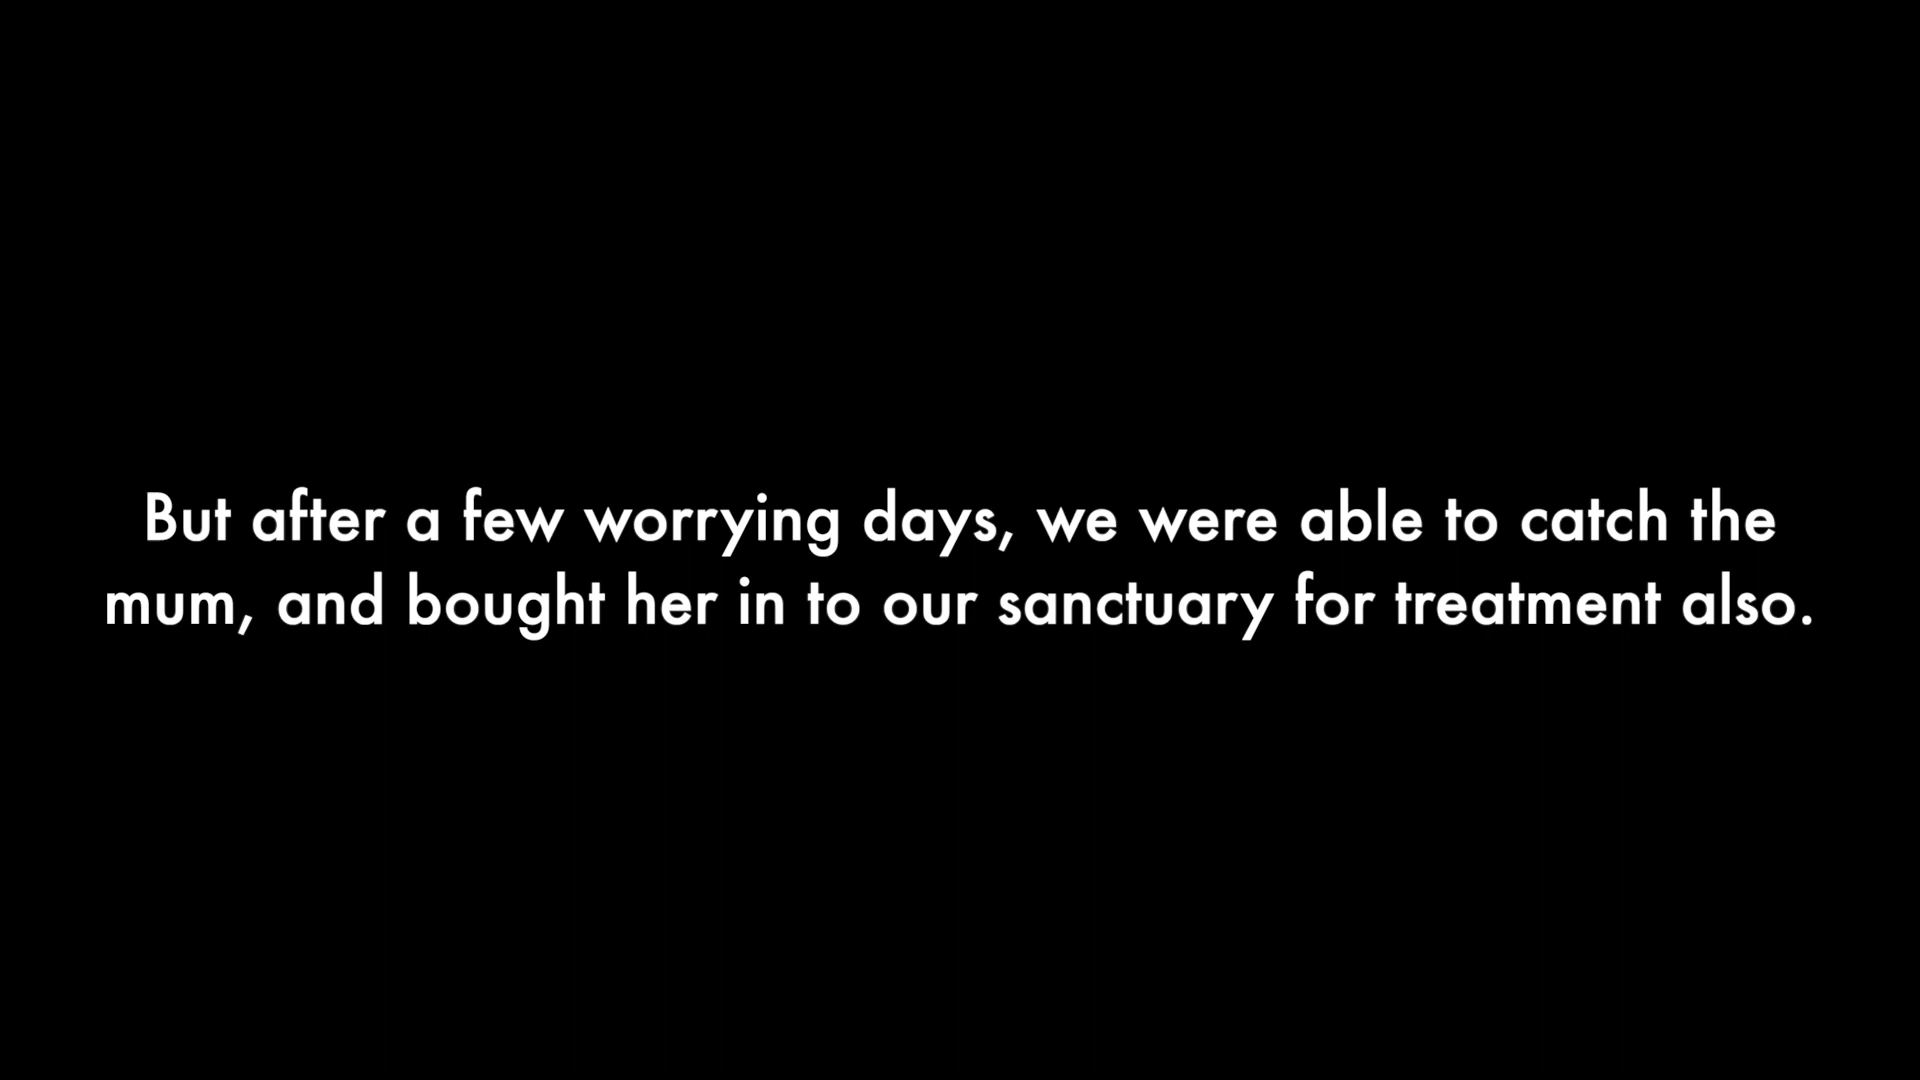 But after a few worrying days, we were able to catch the
mum, and bought her in to our sanctuary for treatment also.